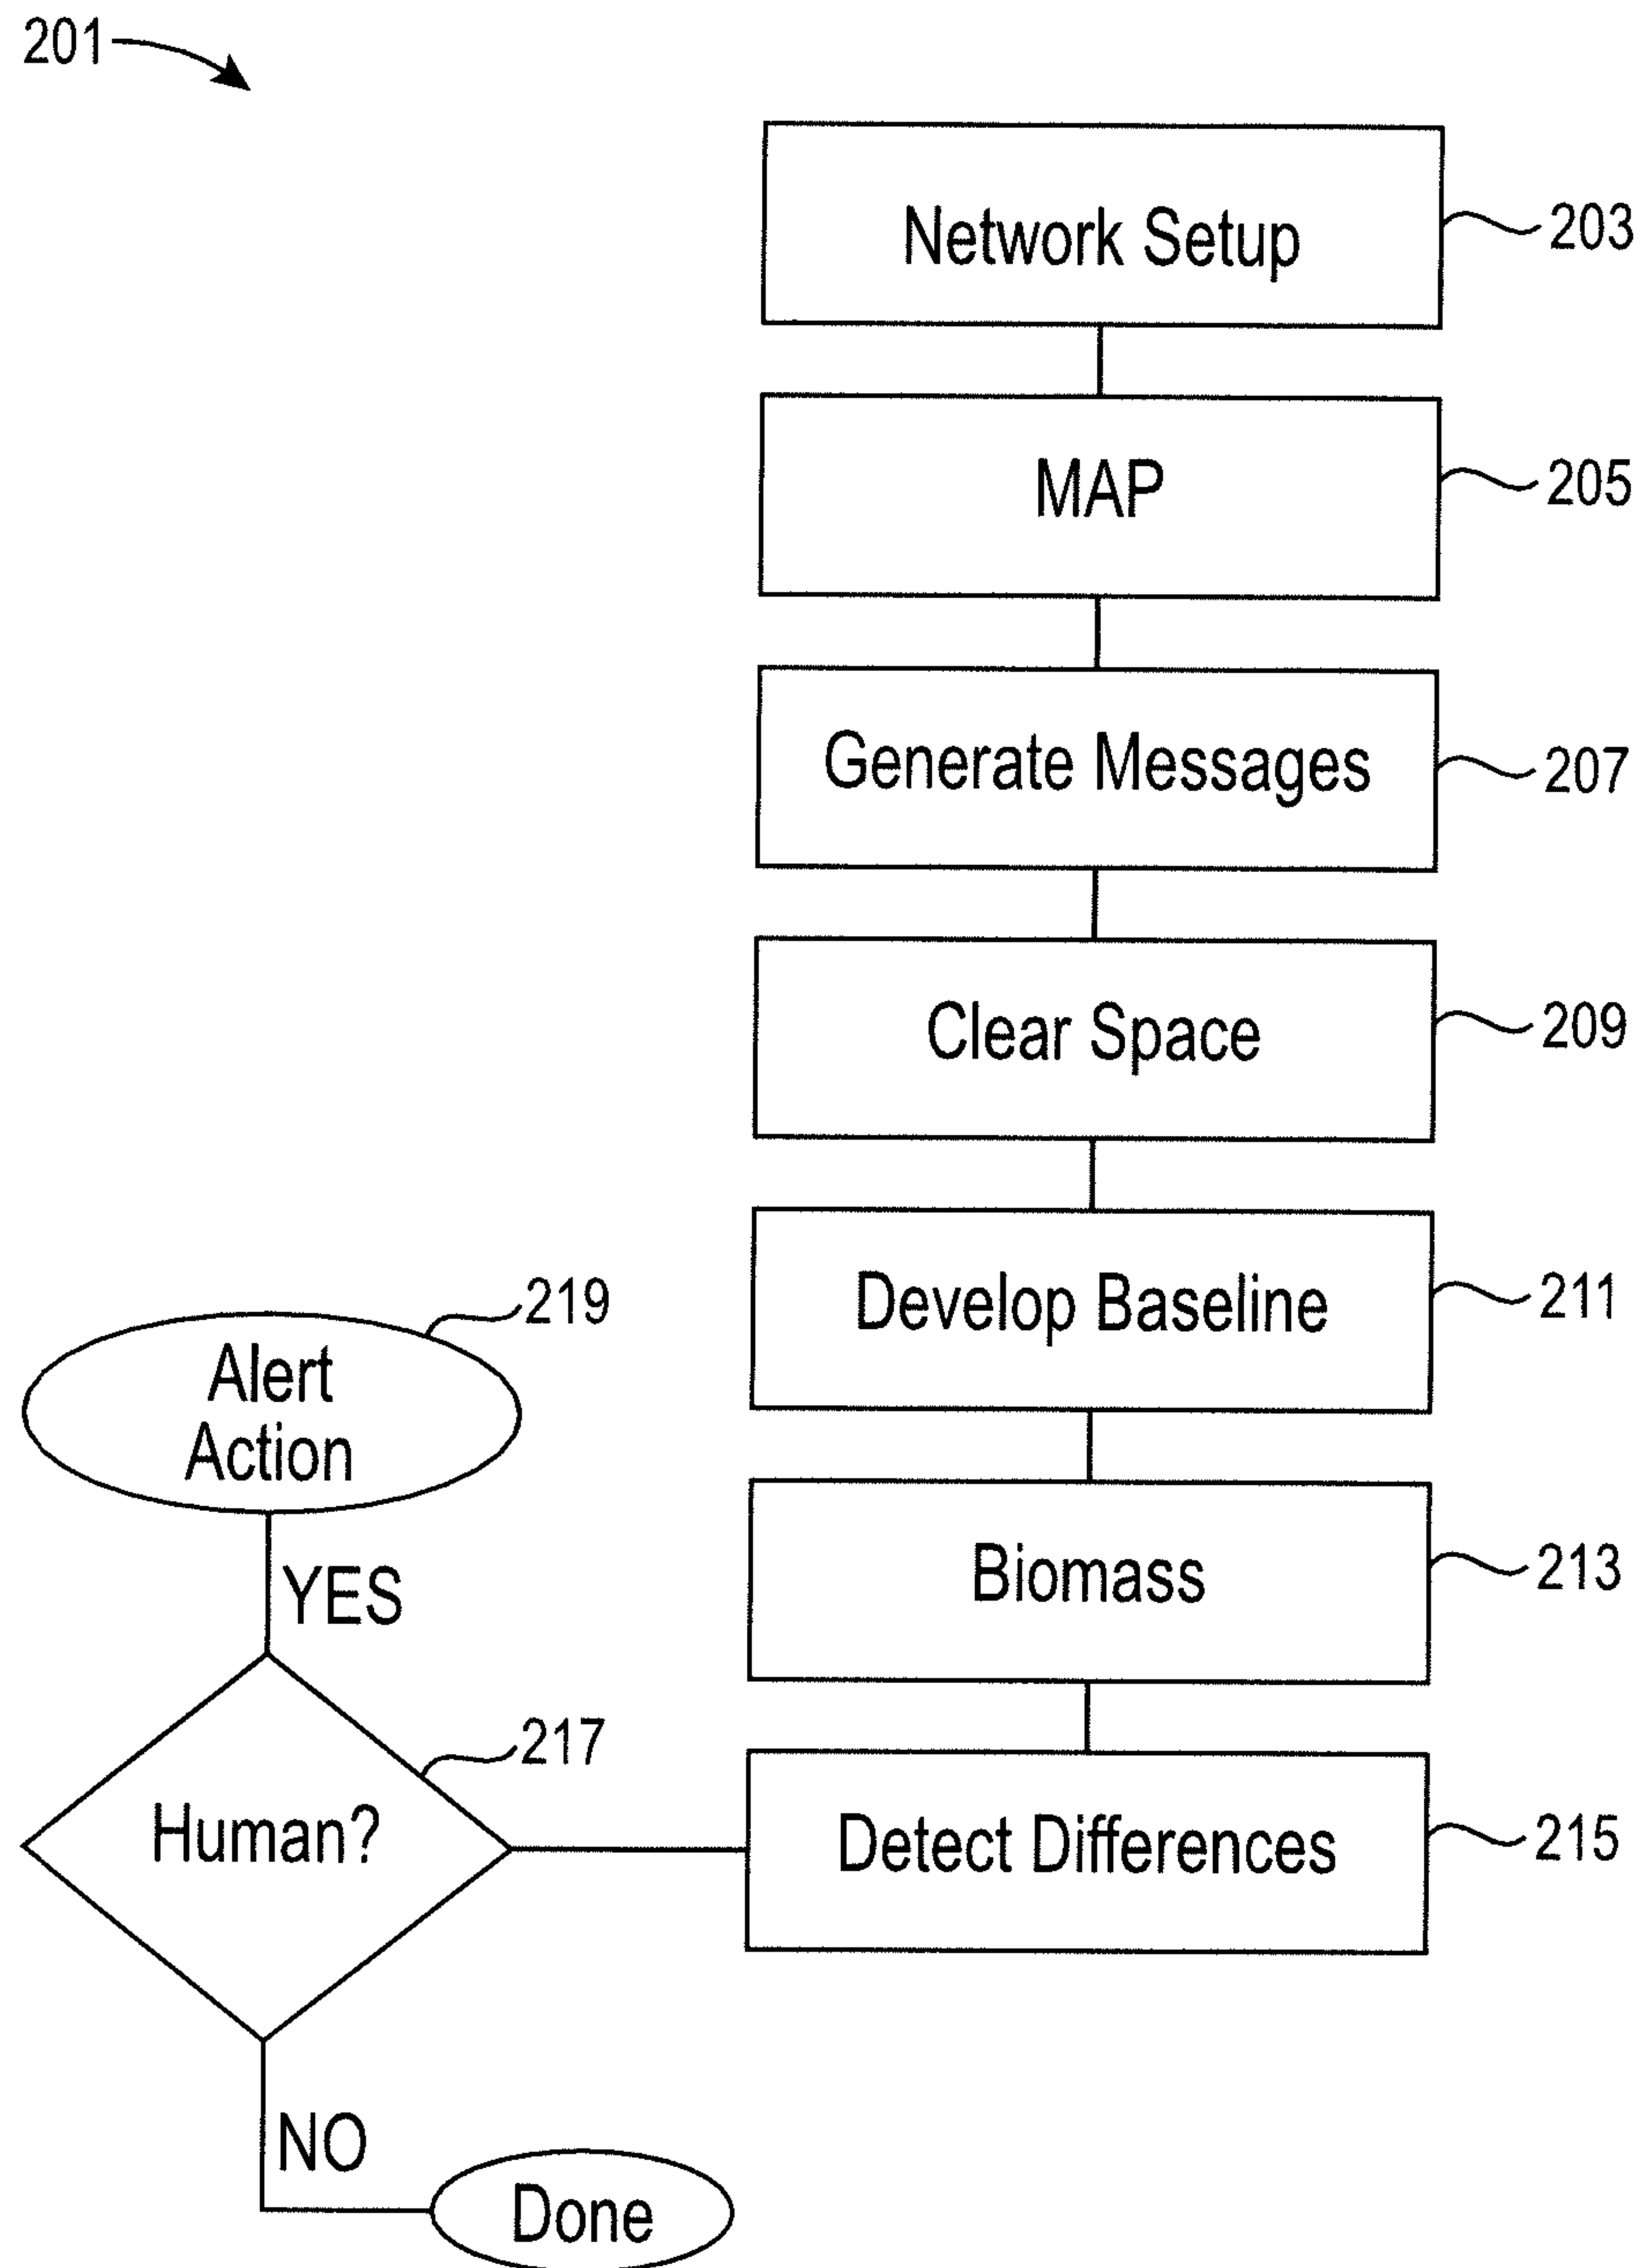 201
Network Setup
203
MAP
205
Generate Messages
207
Clear Space
209
Develop Baseline
211
Biomass
213
Detect Differences
215
Human?
217
YES
Alert
Action
219
NO
Done